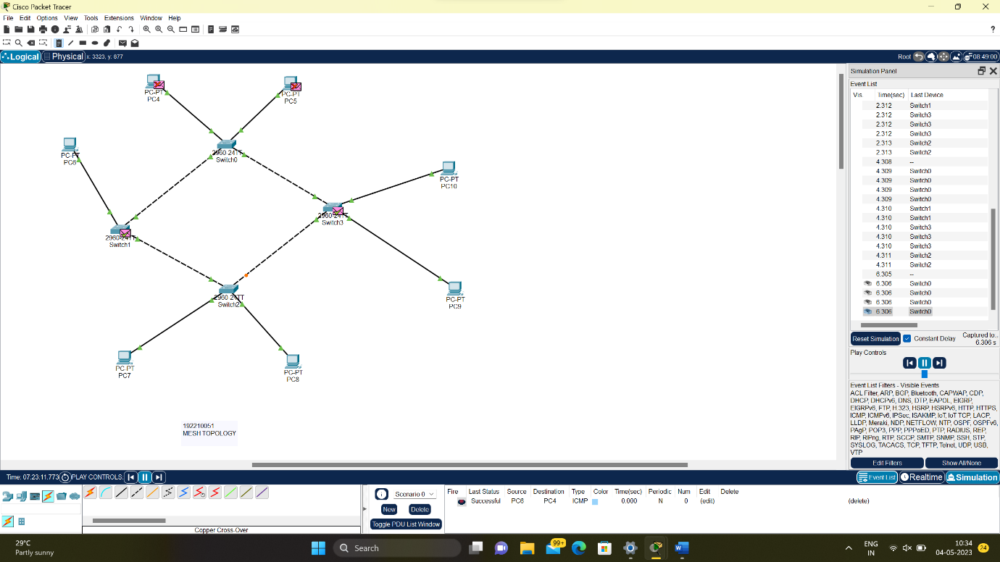 Cisco Packet Tracer
File Edit Options View Tools Extensions Window Help
?
Logical Physical x: 3323, y: 877 Root 08:49:00
Simulation Panel
Event List
Vis. Time(sec) Last Device
2.312 Switch1
2.312 Switch3
2.312 Switch3
2.312 Switch3
2.313 Switch2
2.313 Switch2
4.308 --
4.309 Switch0
4.309 Switch0
4.309 Switch0
4.309 Switch0
4.310 Switch1
4.310 Switch1
4.310 Switch3
4.310 Switch3
4.310 Switch3
4.311 Switch2
4.311 Switch2
6.305 --
6.306 Switch0
6.306 Switch0
6.306 Switch0
6.306 Switch0
Reset Simulation Constant Delay Captured to:
6.306 s
Play Controls
Event List Filters - Visible Events
ACL Filter, ARP, BGP, Bluetooth, CAPWAP, CDP,
DHCP, DHCPv6, DNS, DTP, EAPOL, EIGRP,
EIGRPv6, FTP, H.323, HSRP, HSRPv6, HTTP, HTTPS,
ICMP, ICMPv6, IPSec, ISAKMP, IoT, IoT TCP, LACP,
LLDP, Meraki, NDP, NETFLOW, NTP, OSPF, OSPFv6,
PAgP, POP3, PPP, PPPoED, PTP, RADIUS, REP,
RIP, RIPng, RTP, SCCP, SMTP, SNMP, SSH, STP,
SYSLOG, TACACS, TCP, TFTP, Telnet, UDP, USB,
VTP
Edit Filters Show All/None
PC-PT
PC4
PC-PT
PC5
PC-PT
PC6
2960-24TT
Switch0
PC-PT
PC10
2960-24TT
Switch3
2960-24TT
Switch1
2960-24TT
Switch2
PC-PT
PC9
PC-PT
PC7
PC-PT
PC8
192210051
MESH TOPOLOGY
Time: 07:23:11.773 PLAY CONTROLS: Event List Realtime Simulation
Copper Cross-Over
Scenario 0
New Delete
Toggle PDU List Window
Fire Last Status Source Destination Type Color Time(sec) Periodic Num Edit Delete
Successful PC6 PC4 ICMP 0.000 N 0 (edit) (delete)
29°C
Partly sunny
Search
99+
ENG
IN
10:34
04-05-2023
24